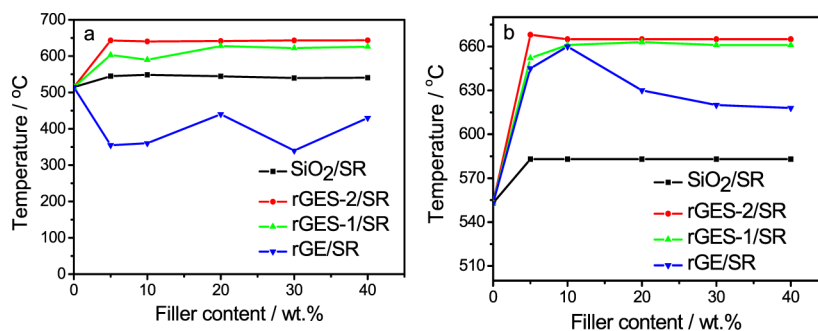 a
700
600
500
400
300
200
100
0
Temperature / °C
SiO₂/SR
rGES-2/SR
rGES-1/SR
rGE/SR
0 10 20 30 40
Filler content / wt.%
b
660
630
600
570
540
510
Temperature / °C
SiO₂/SR
rGES-2/SR
rGES-1/SR
rGE/SR
0 10 20 30 40
Filler content / wt.%